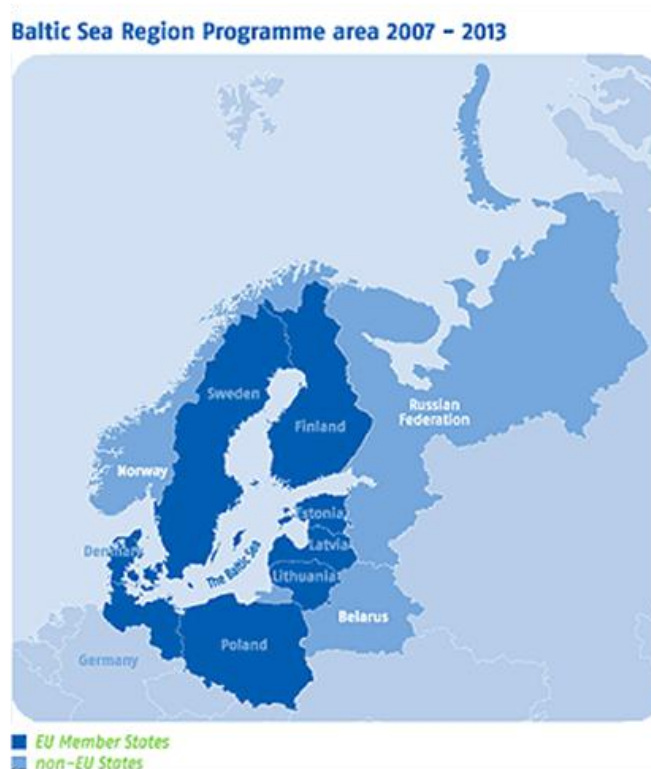 Baltic Sea Region Programme area 2007 – 2013
Sweden
Finland
Russian
Federation
Norway
Estonia
Denmark
Latvia
The Baltic Sea
Lithuania
Belarus
Poland
Germany
EU Member States
non-EU States